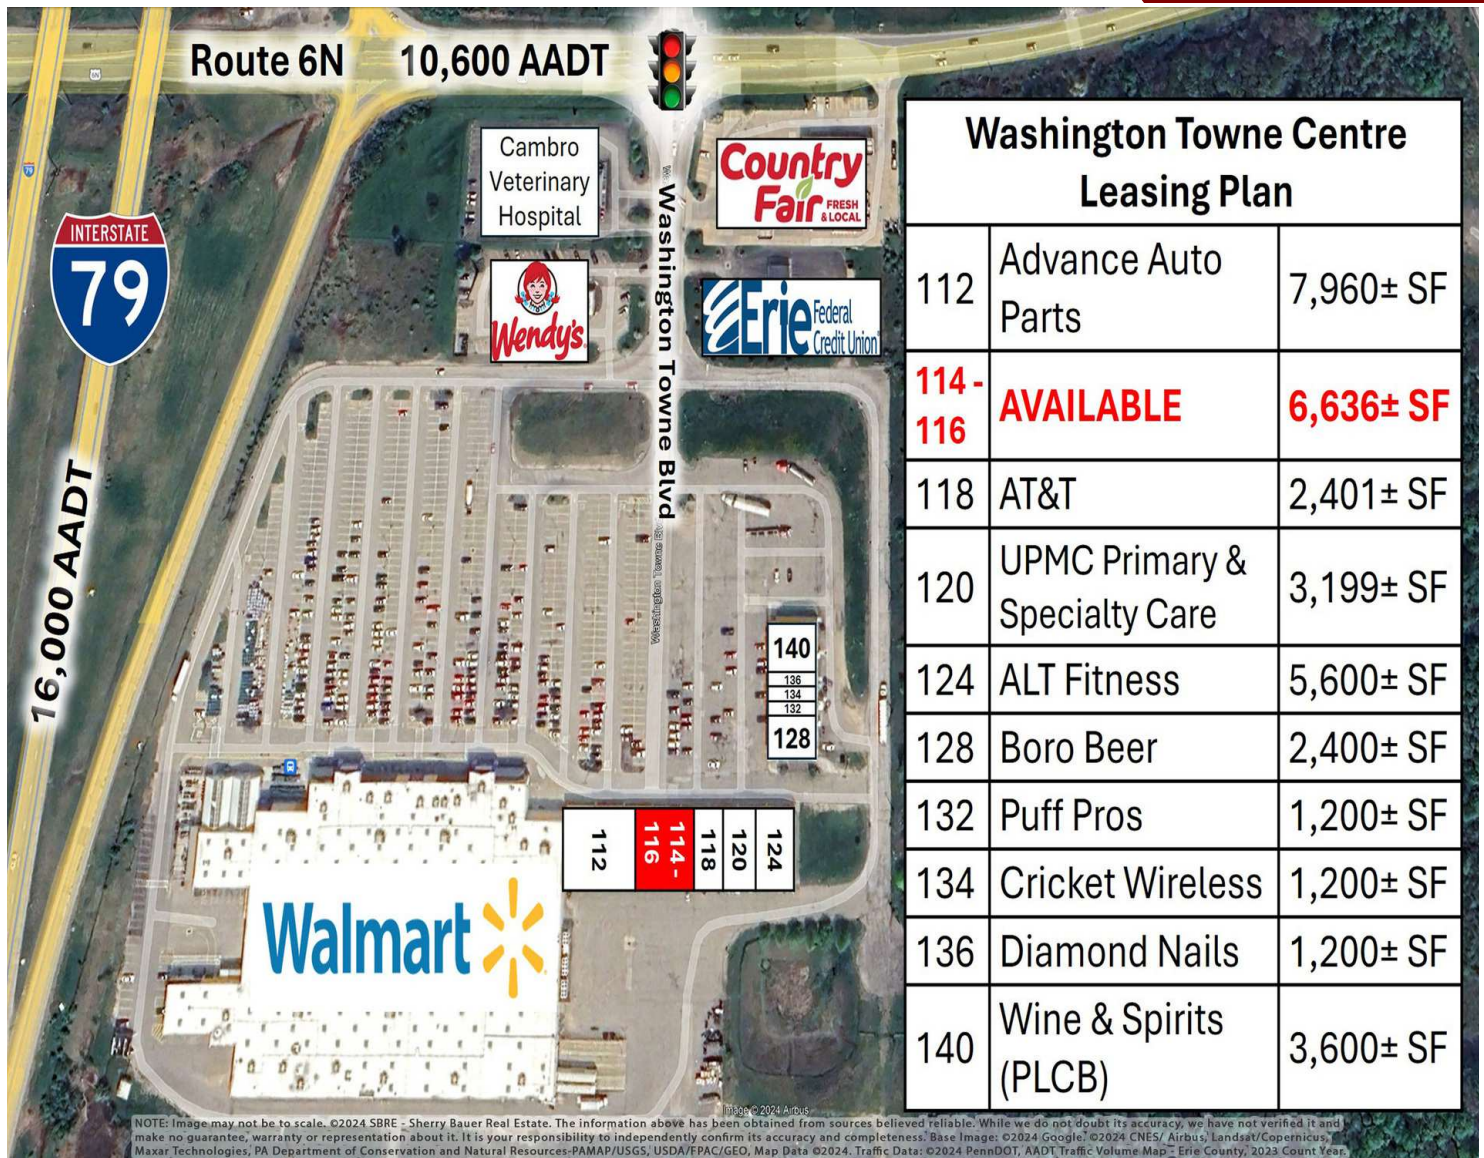 Route 6N 10,600 AADT
6N
79
INTERSTATE
79
16,000 AADT
Cambro
Veterinary
Hospital
Country
Fair
FRESH
& LOCAL
Wendy's
Erie Federal
Credit Union
Washington Towne Blvd
Washington Towne Blvd
140
136
134
132
128
112
114 -
116
118
120
124
Walmart
Washington Towne Centre
Leasing Plan
112 Advance Auto
Parts 7,960± SF
114 -
116 AVAILABLE 6,636± SF
118 AT&T 2,401± SF
120 UPMC Primary &
Specialty Care 3,199± SF
124 ALT Fitness 5,600± SF
128 Boro Beer 2,400± SF
132 Puff Pros 1,200± SF
134 Cricket Wireless 1,200± SF
136 Diamond Nails 1,200± SF
140 Wine & Spirits
(PLCB) 3,600± SF
Image © 2024 Airbus
NOTE: Image may not be to scale. ©2024 SBRE - Sherry Bauer Real Estate. The information above has been obtained from sources believed reliable. While we do not doubt its accuracy, we have not verified it and
make no guarantee, warranty or representation about it. It is your responsibility to independently confirm its accuracy and completeness. Base Image: ©2024 Google. ©2024 CNES/ Airbus, Landsat/Copernicus,
Maxar Technologies, PA Department of Conservation and Natural Resources-PAMAP/USGS, USDA/FPAC/GEO, Map Data ©2024. Traffic Data: ©2024 PennDOT, AADT Traffic Volume Map - Erie County, 2023 Count Year.